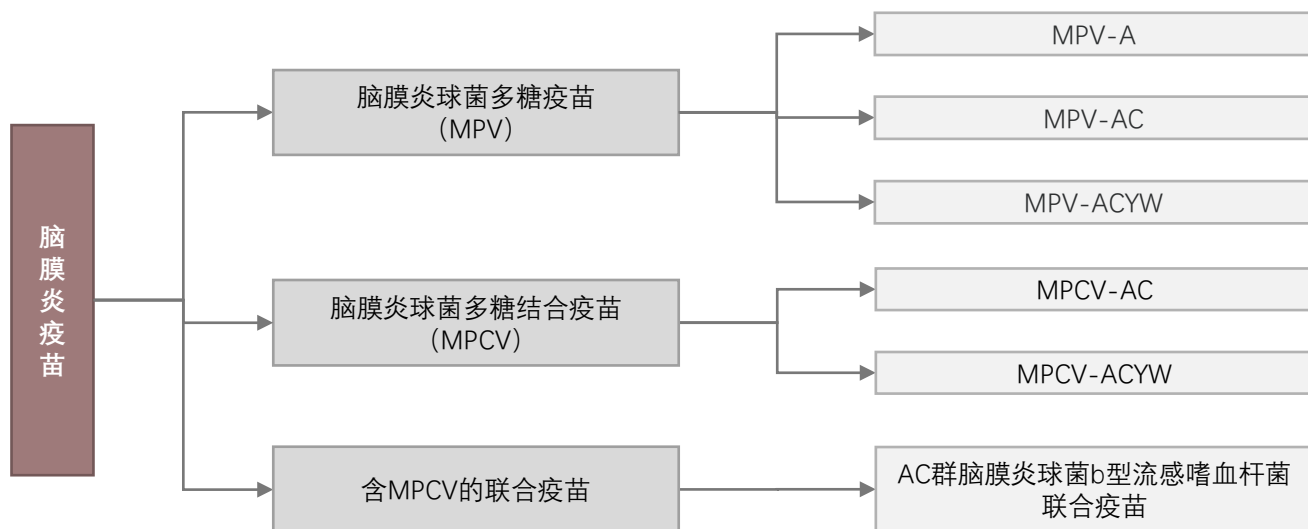 脑膜炎疫苗
脑膜炎球菌多糖疫苗
（MPV）
MPV-A
MPV-AC
MPV-ACYW
脑膜炎球菌多糖结合疫苗
（MPCV）
MPCV-AC
MPCV-ACYW
含MPCV的联合疫苗
AC群脑膜炎球菌b型流感嗜血杆菌
联合疫苗